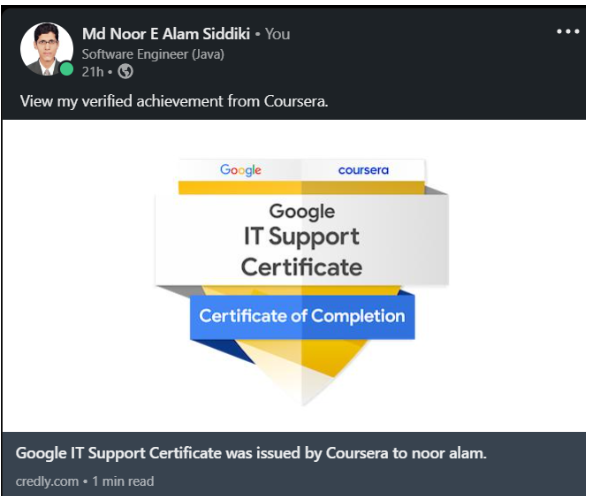 Md Noor E Alam Siddiki • You
Software Engineer (Java)
21h •
View my verified achievement from Coursera.
Google coursera
Google
IT Support
Certificate
Certificate of Completion
Google IT Support Certificate was issued by Coursera to noor alam.
credly.com • 1 min read